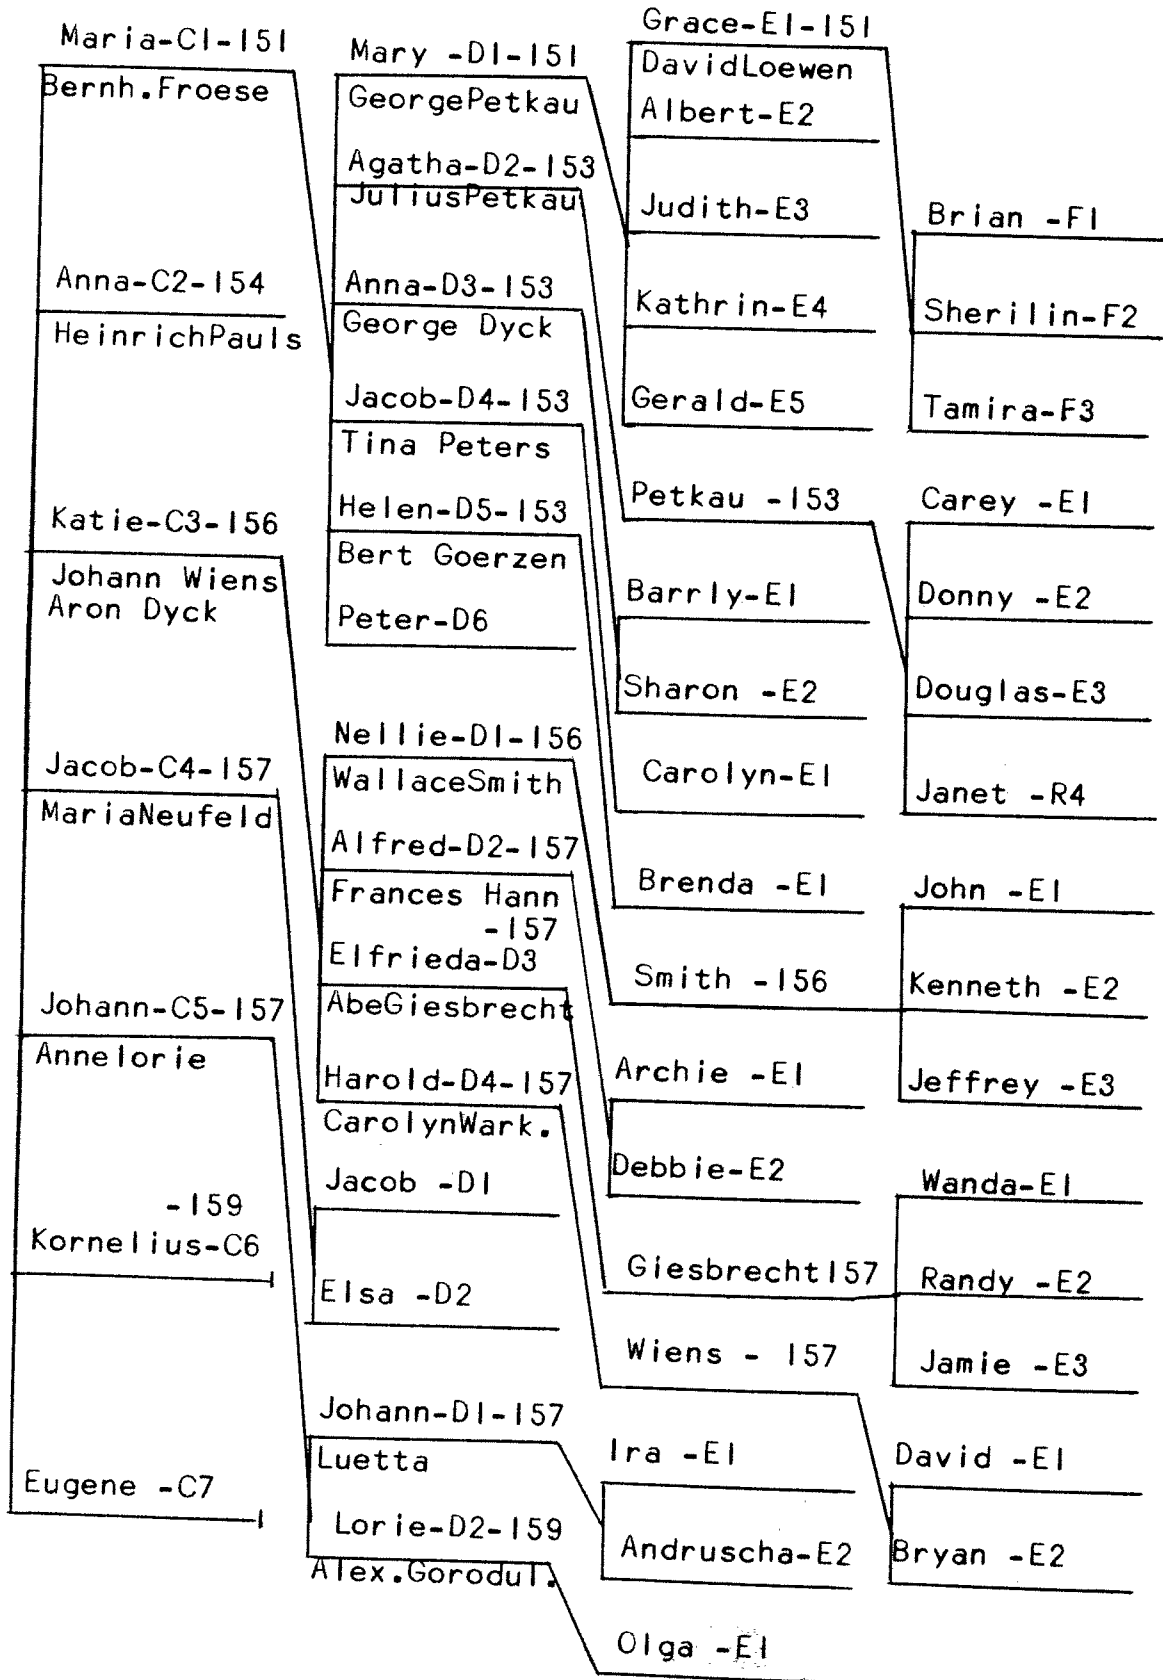 Maria-C1-151
Bernh.Froese
Anna-C2-154
HeinrichPauls
Katie-C3-156
Johann Wiens
Aron Dyck
Jacob-C4-157
MariaNeufeld
Johann-C5-157
Annelorie
-159
Kornelius-C6
Eugene -C7
Mary -D1-151
GeorgePetkau
Agatha-D2-153
JuliusPetkau
Anna-D3-153
George Dyck
Jacob-D4-153
Tina Peters
Helen-D5-153
Bert Goerzen
Peter-D6
Nellie-D1-156
WallaceSmith
Alfred-D2-157
Frances Hann
-157
Elfrieda-D3
AbeGiesbrecht
Harold-D4-157
CarolynWark.
Jacob -D1
Elsa -D2
Johann-D1-157
Luetta
Lorie-D2-159
Alex.Gorodul.
Grace-E1-151
DavidLoewen
Albert-E2
Judith-E3
Kathrin-E4
Gerald-E5
Petkau -153
Barrly-E1
Sharon -E2
Carolyn-E1
Brenda -E1
Smith -156
Archie -E1
Debbie-E2
Giesbrecht157
Wiens - 157
Ira -E1
Andruscha-E2
Olga -E1
Brian -F1
Sherilin-F2
Tamira-F3
Carey -E1
Donny -E2
Douglas-E3
Janet -R4
John -E1
Kenneth -E2
Jeffrey -E3
Wanda-E1
Randy -E2
Jamie -E3
David -E1
Bryan -E2